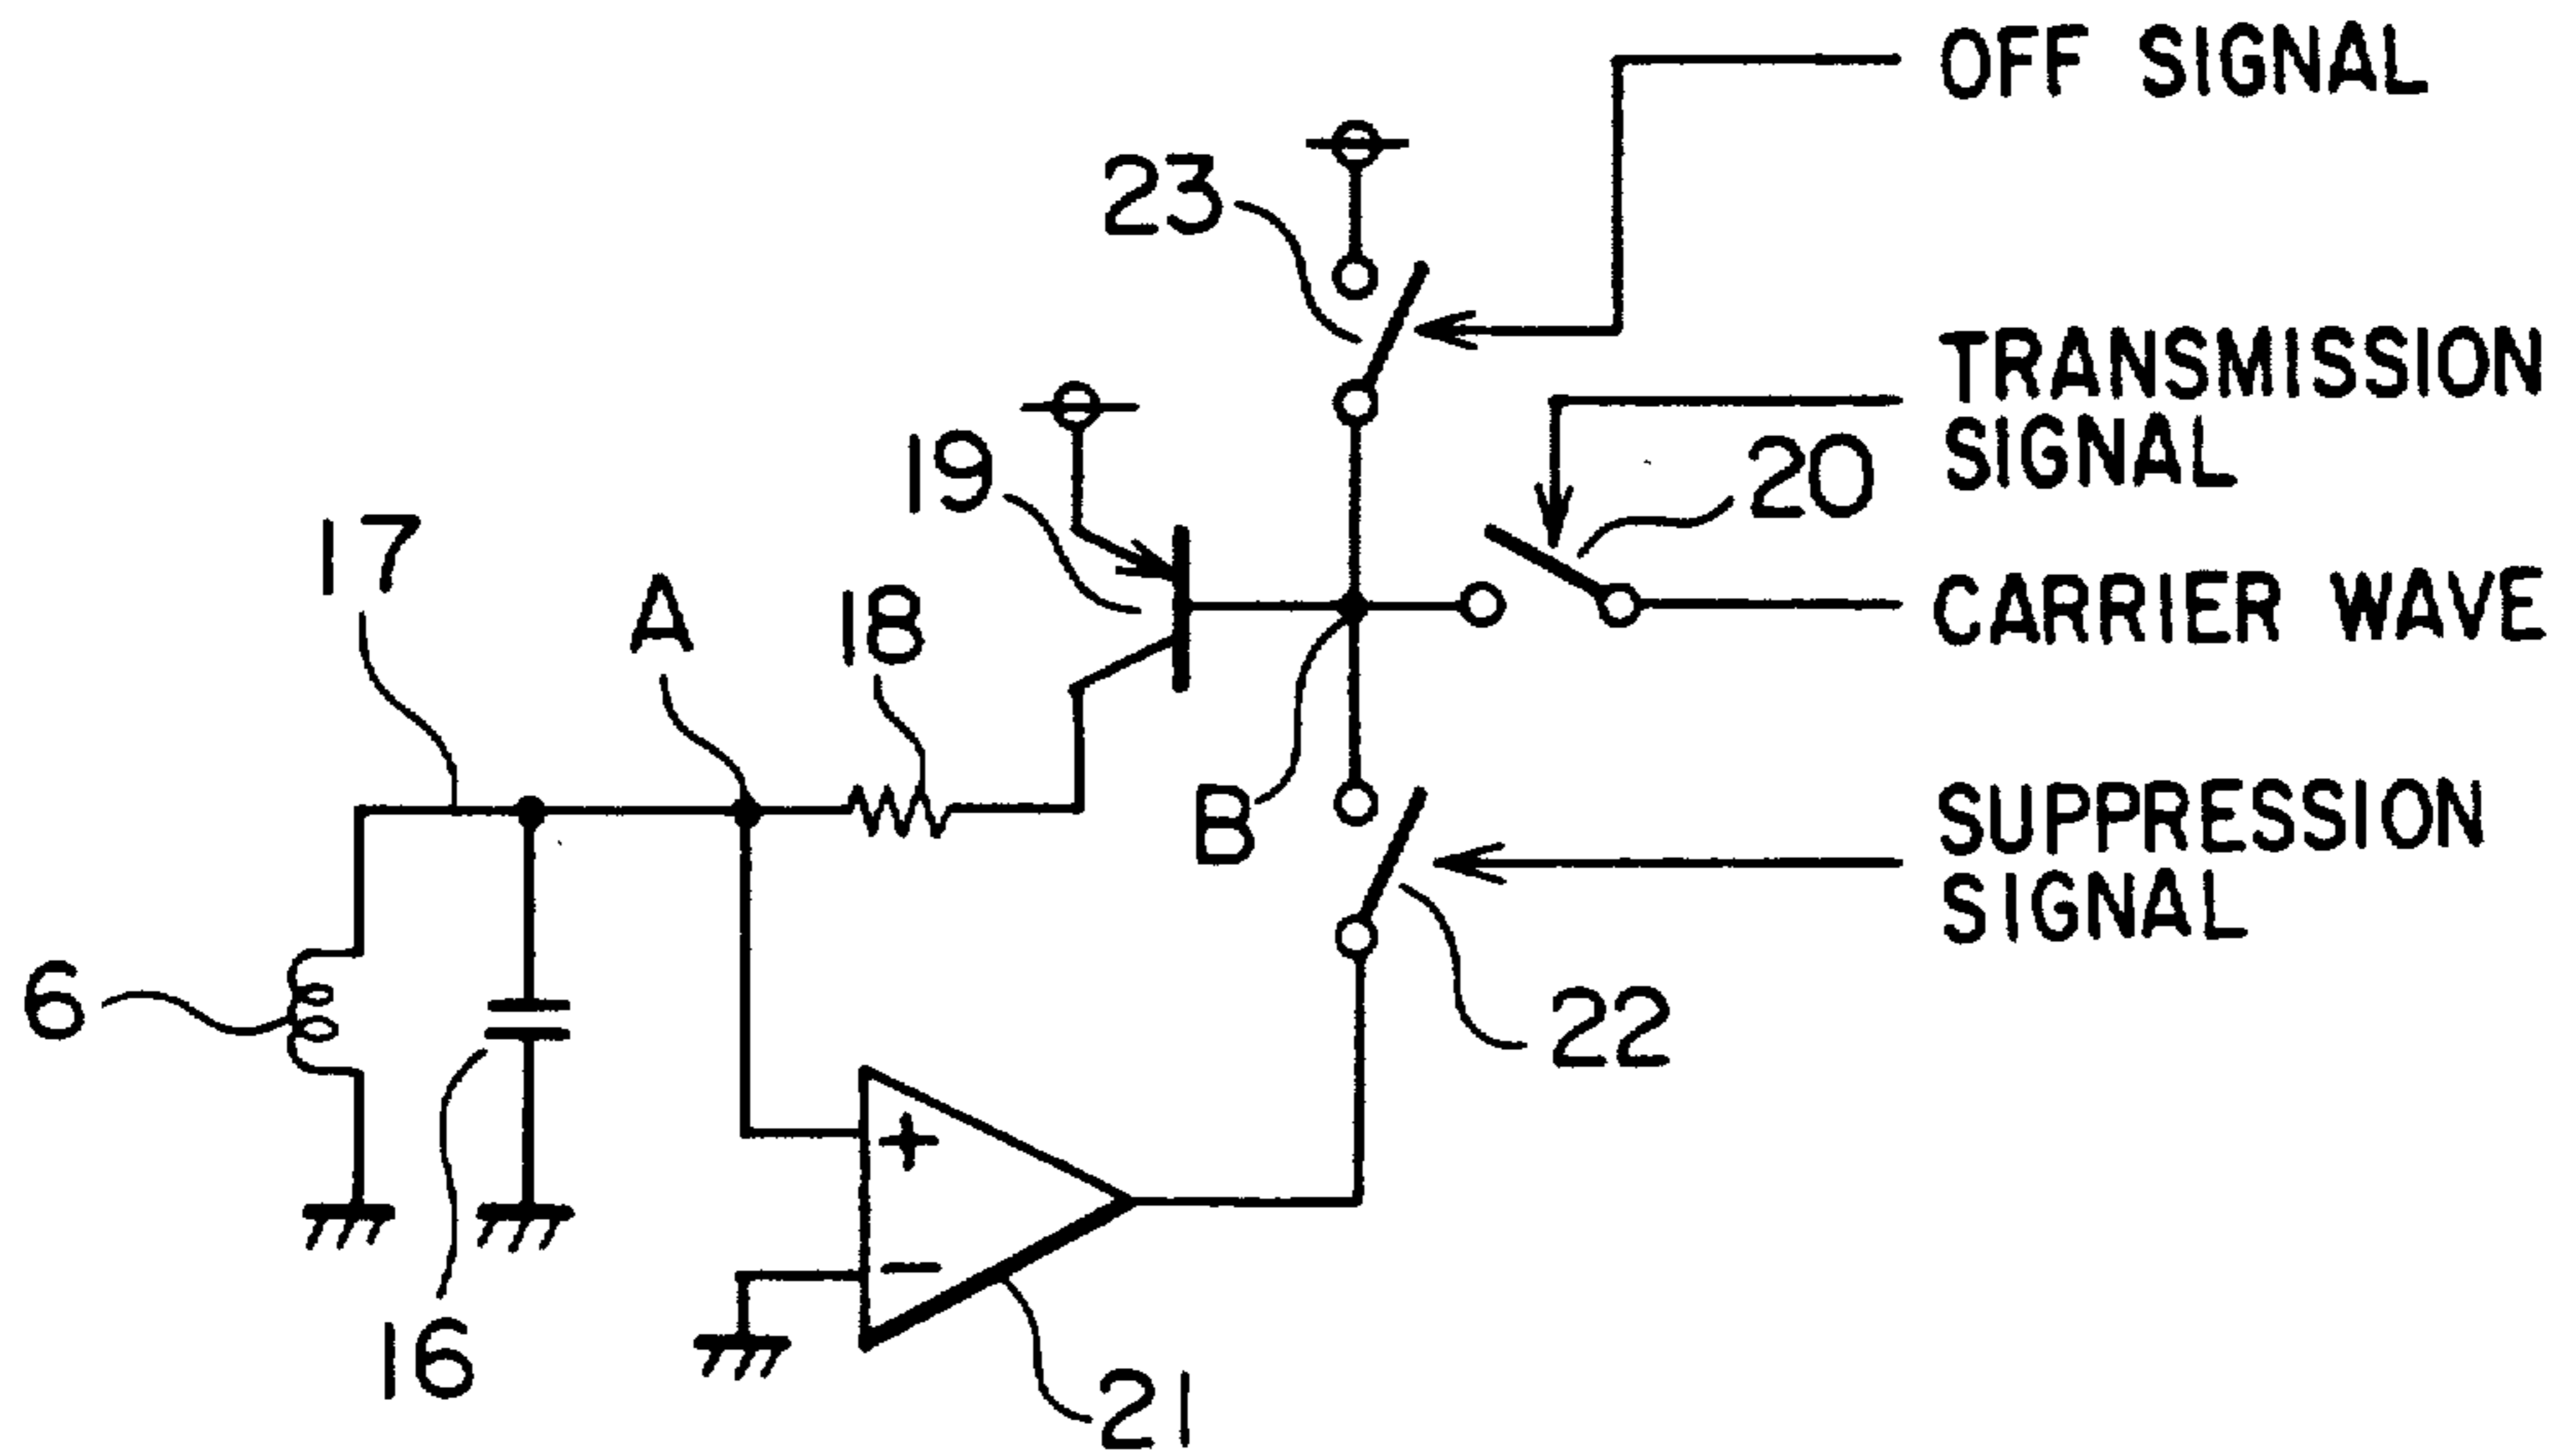 OFF SIGNAL
23
TRANSMISSION
SIGNAL
19
20
17
A
18
CARRIER WAVE
B
SUPPRESSION
SIGNAL
6
22
+
−
16
21